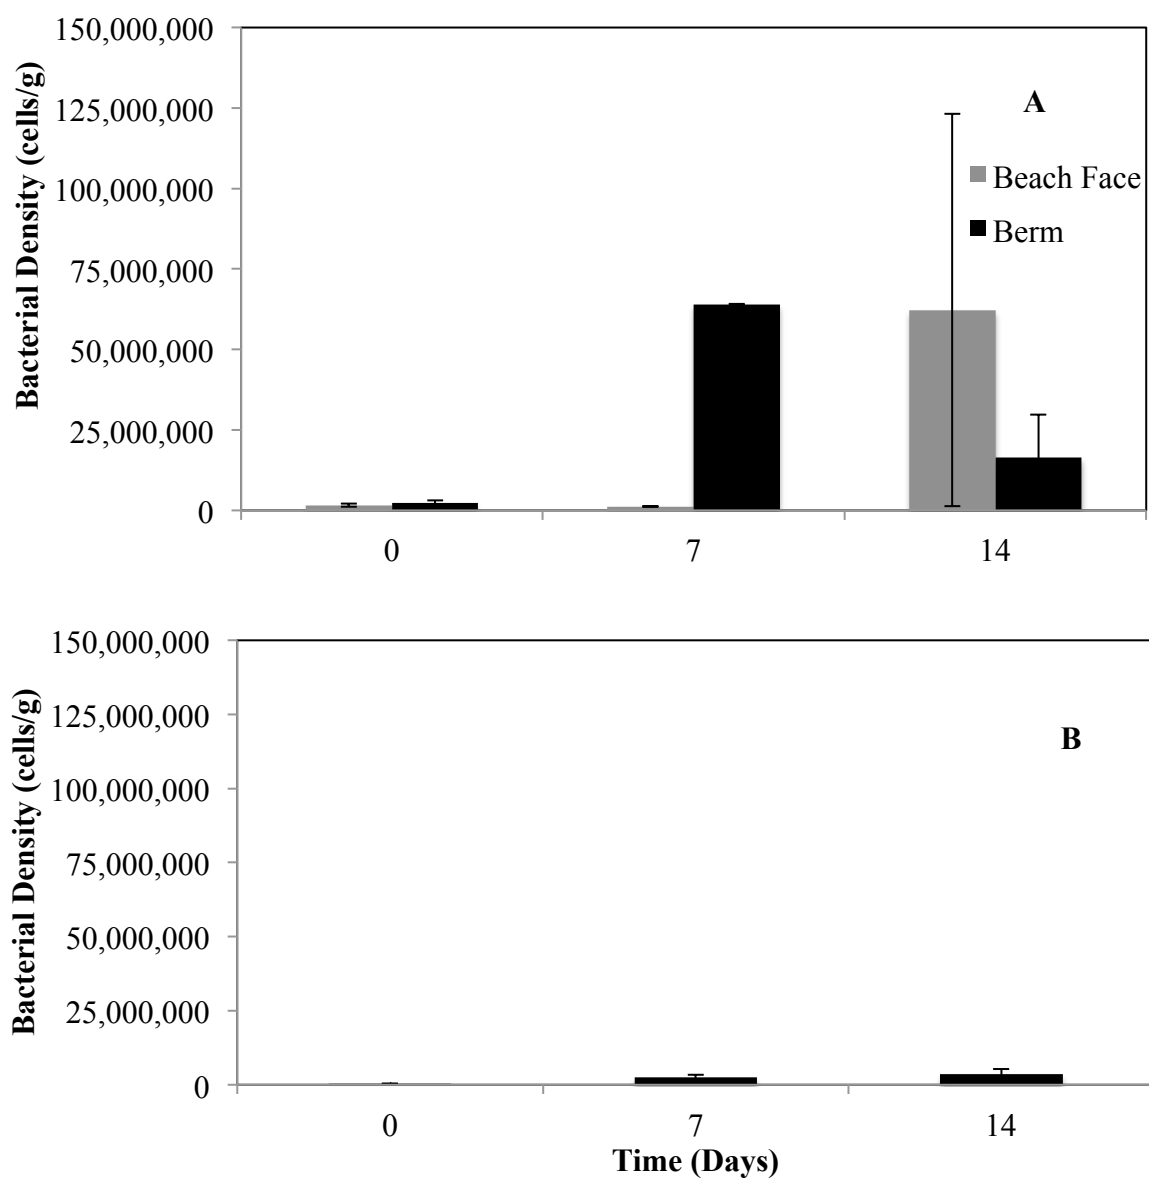 150,000,000
125,000,000
100,000,000
75,000,000
50,000,000
25,000,000
0
Bacterial Density (cells/g)
A
Beach Face
Berm
0 7 14
150,000,000
125,000,000
100,000,000
75,000,000
50,000,000
25,000,000
0
Bacterial Density (cells/g)
B
0 7 14
Time (Days)